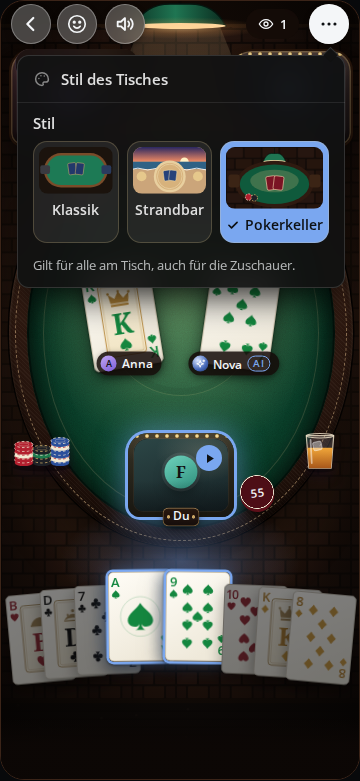 1
Stil des Tisches
Stil
Klassik
Strandbar
Pokerkeller
Gilt für alle am Tisch, auch für die Zuschauer.
K
A Anna
Nova AI
F
55
Du
B
D
7
A
9
10
K
8